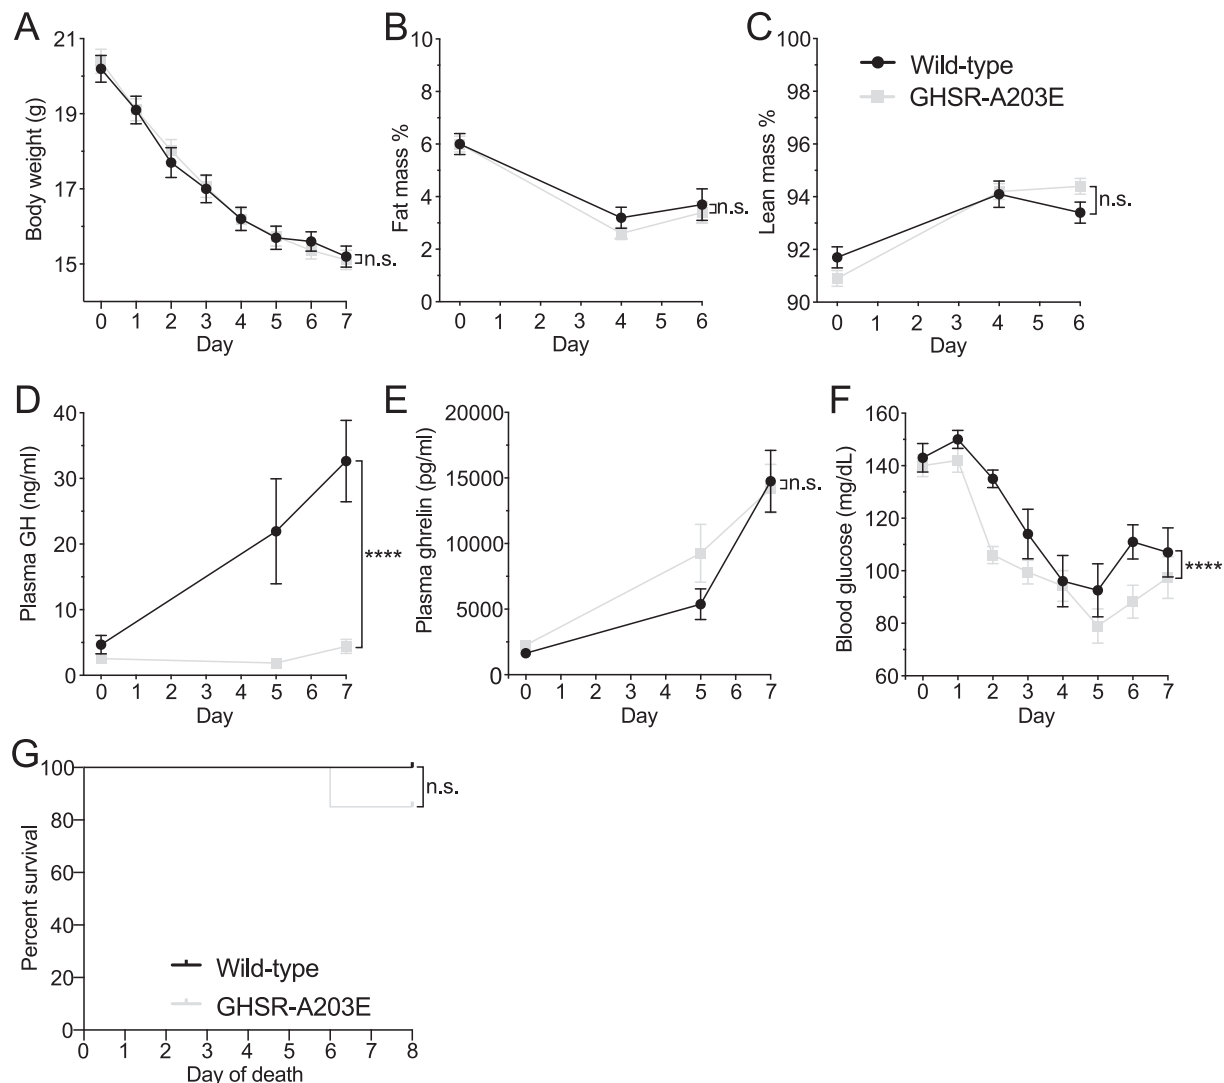 A
Body weight (g)
21
19
17
15
0 1 2 3 4 5 6 7
Day
n.s.
B
Fat mass %
10
8
6
4
2
0
0 1 2 3 4 5 6
Day
n.s.
C
Lean mass %
100
98
96
94
92
90
0 1 2 3 4 5 6
Day
Wild-type
GHSR-A203E
n.s.
D
Plasma GH (ng/ml)
40
30
20
10
0
0 1 2 3 4 5 6 7
Day
****
E
Plasma ghrelin (pg/ml)
20000
15000
10000
5000
0
0 1 2 3 4 5 6 7
Day
n.s.
F
Blood glucose (mg/dL)
160
140
120
100
80
60
0 1 2 3 4 5 6 7
Day
****
G
Percent survival
100
80
60
40
20
0
0 1 2 3 4 5 6 7 8
Day of death
n.s.
Wild-type
GHSR-A203E